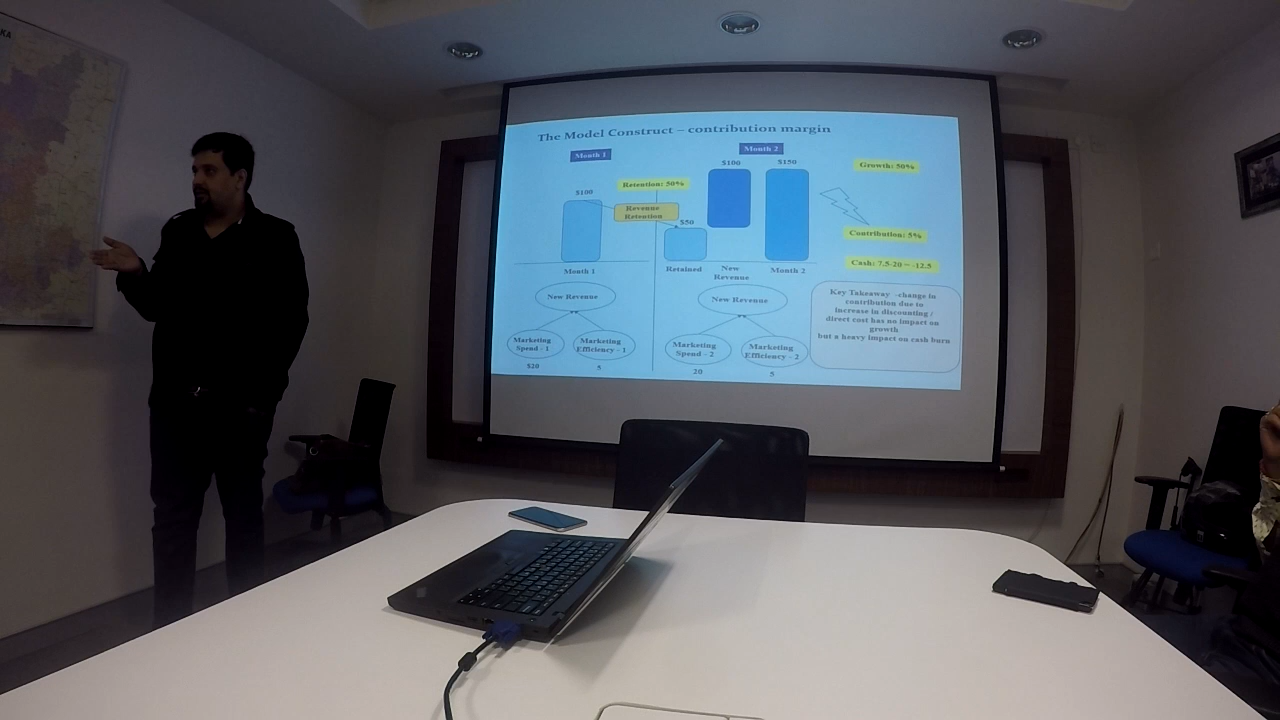 KA
The Model Construct – contribution margin
Month 1
Month 2
$100
$150
Growth: 50%
Retention: 50%
$100
Revenue
Retention
$50
Contribution: 5%
Cash: 7.5-20 = -12.5
Month 1
Retained
New
Revenue
Month 2
New Revenue
New Revenue
Key Takeaway -change in
contribution due to
increase in discounting /
direct cost has no impact on
growth
but a heavy impact on cash burn
Marketing
Spend - 1
Marketing
Efficiency - 1
Marketing
Spend - 2
Marketing
Efficiency - 2
$20
5
20
5